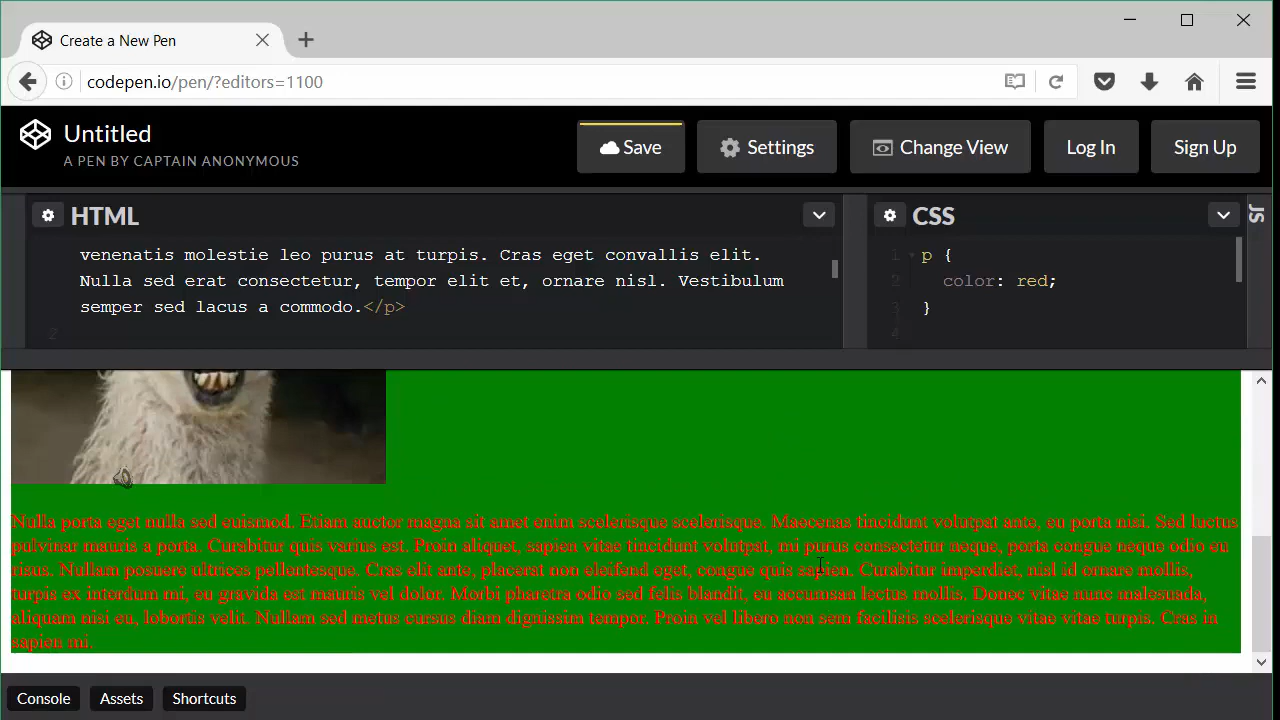 Create a New Pen
codepen.io/pen/?editors=1100
Untitled
A PEN BY CAPTAIN ANONYMOUS
Save
Settings
Change View
Log In
Sign Up
HTML
venenatis molestie leo purus at turpis. Cras eget convallis elit.
Nulla sed erat consectetur, tempor elit et, ornare nisl. Vestibulum
semper sed lacus a commodo.</p>
2
CSS
1 p {
2 color: red;
3 }
4
JS
Nulla porta eget nulla sed euismod. Etiam auctor magna sit amet enim scelerisque scelerisque. Maecenas tincidunt volutpat ante, eu porta nisi. Sed luctus
pulvinar mauris a porta. Curabitur quis varius est. Proin aliquet, sapien vitae tincidunt volutpat, mi purus consectetur neque, porta congue neque odio eu
risus. Nullam posuere ultrices pellentesque. Cras elit ante, placerat non eleifend eget, congue quis sapien. Curabitur imperdiet, nisl id ornare mollis,
turpis ex interdum mi, eu gravida est mauris vel dolor. Morbi pharetra odio sed felis blandit, eu accumsan lectus mollis. Donec vitae nunc malesuada,
aliquam nisi eu, lobortis velit. Nullam sed metus cursus diam dignissim tempor. Proin vel libero non sem facilisis scelerisque vitae vitae turpis. Cras in
sapien mi.
Console
Assets
Shortcuts